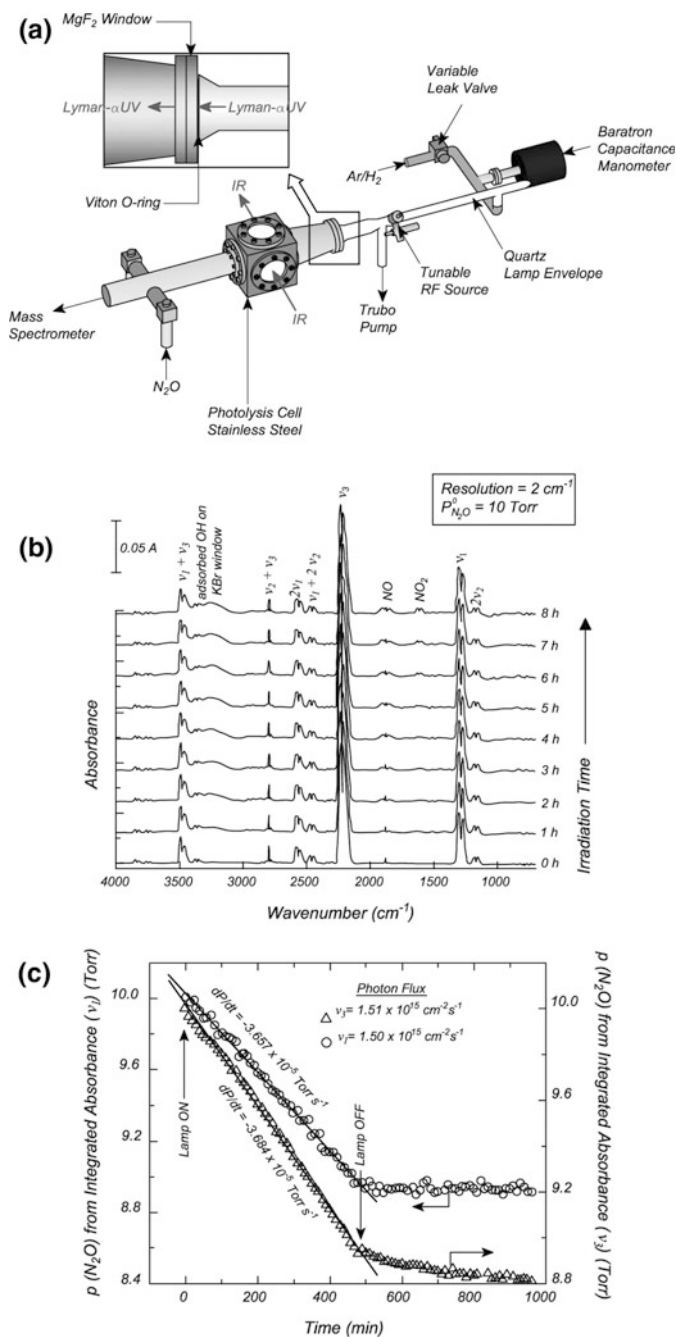 (a)
MgF2 Window
Lyman-αUV
Lyman-αUV
Viton O-ring
IR
IR
Variable
Leak Valve
Ar/H2
Baratron
Capacitance
Manometer
Quartz
Lamp Envelope
Tunable
RF Source
Trubo
Pump
Mass
Spectrometer
N2O
Photolysis Cell
Stainless Steel
(b)
0.05 A
ν1 + ν3
adsorbed OH on
KBr window
ν2 + ν3
2ν1
ν1 + 2 ν2
ν3
NO
NO2
ν1
2ν2
Resolution = 2 cm-1
P0N2O = 10 Torr
8 h
7 h
6 h
5 h
4 h
3 h
2 h
1 h
0 h
Irradiation Time
Absorbance
4000 3500 3000 2500 2000 1500 1000
Wavenumber (cm-1)
(c)
p (N2O) from Integrated Absorbance (ν1) (Torr)
10.0
9.6
9.2
8.8
8.4
Lamp ON
dP/dt = -3.657 x 10-5 Torr s-1
dP/dt = -3.684 x 10-5 Torr s-1
Lamp OFF
Photon Flux
ν3= 1.51 x 1015 cm-2s-1
ν1= 1.50 x 1015 cm-2s-1
10.0
9.6
9.2
8.8
p (N2O) from Integrated Absorbance (ν3) (Torr)
0 200 400 600 800 1000
Time (min)